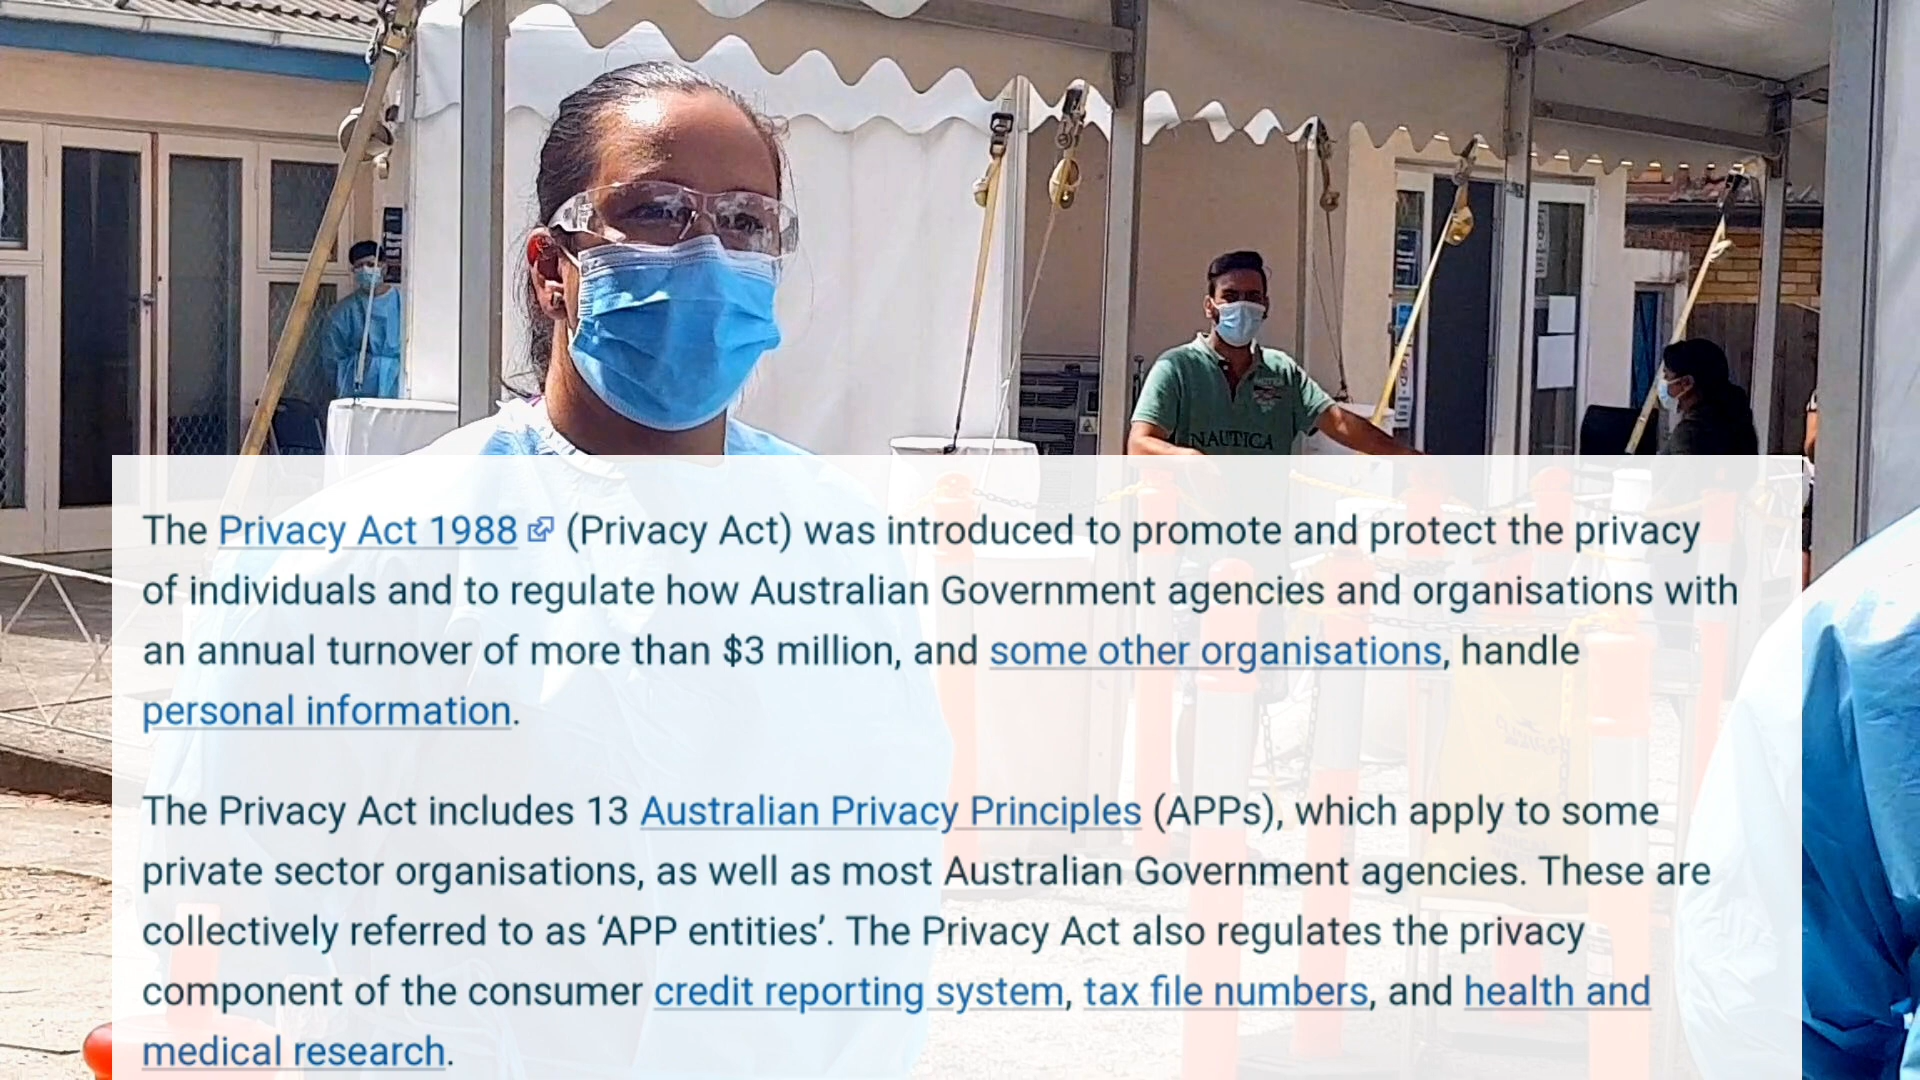 NAUTICA
The Privacy Act 1988 (Privacy Act) was introduced to promote and protect the privacy
of individuals and to regulate how Australian Government agencies and organisations with
an annual turnover of more than $3 million, and some other organisations, handle
personal information.
The Privacy Act includes 13 Australian Privacy Principles (APPs), which apply to some
private sector organisations, as well as most Australian Government agencies. These are
collectively referred to as ‘APP entities’. The Privacy Act also regulates the privacy
component of the consumer credit reporting system, tax file numbers, and health and
medical research.